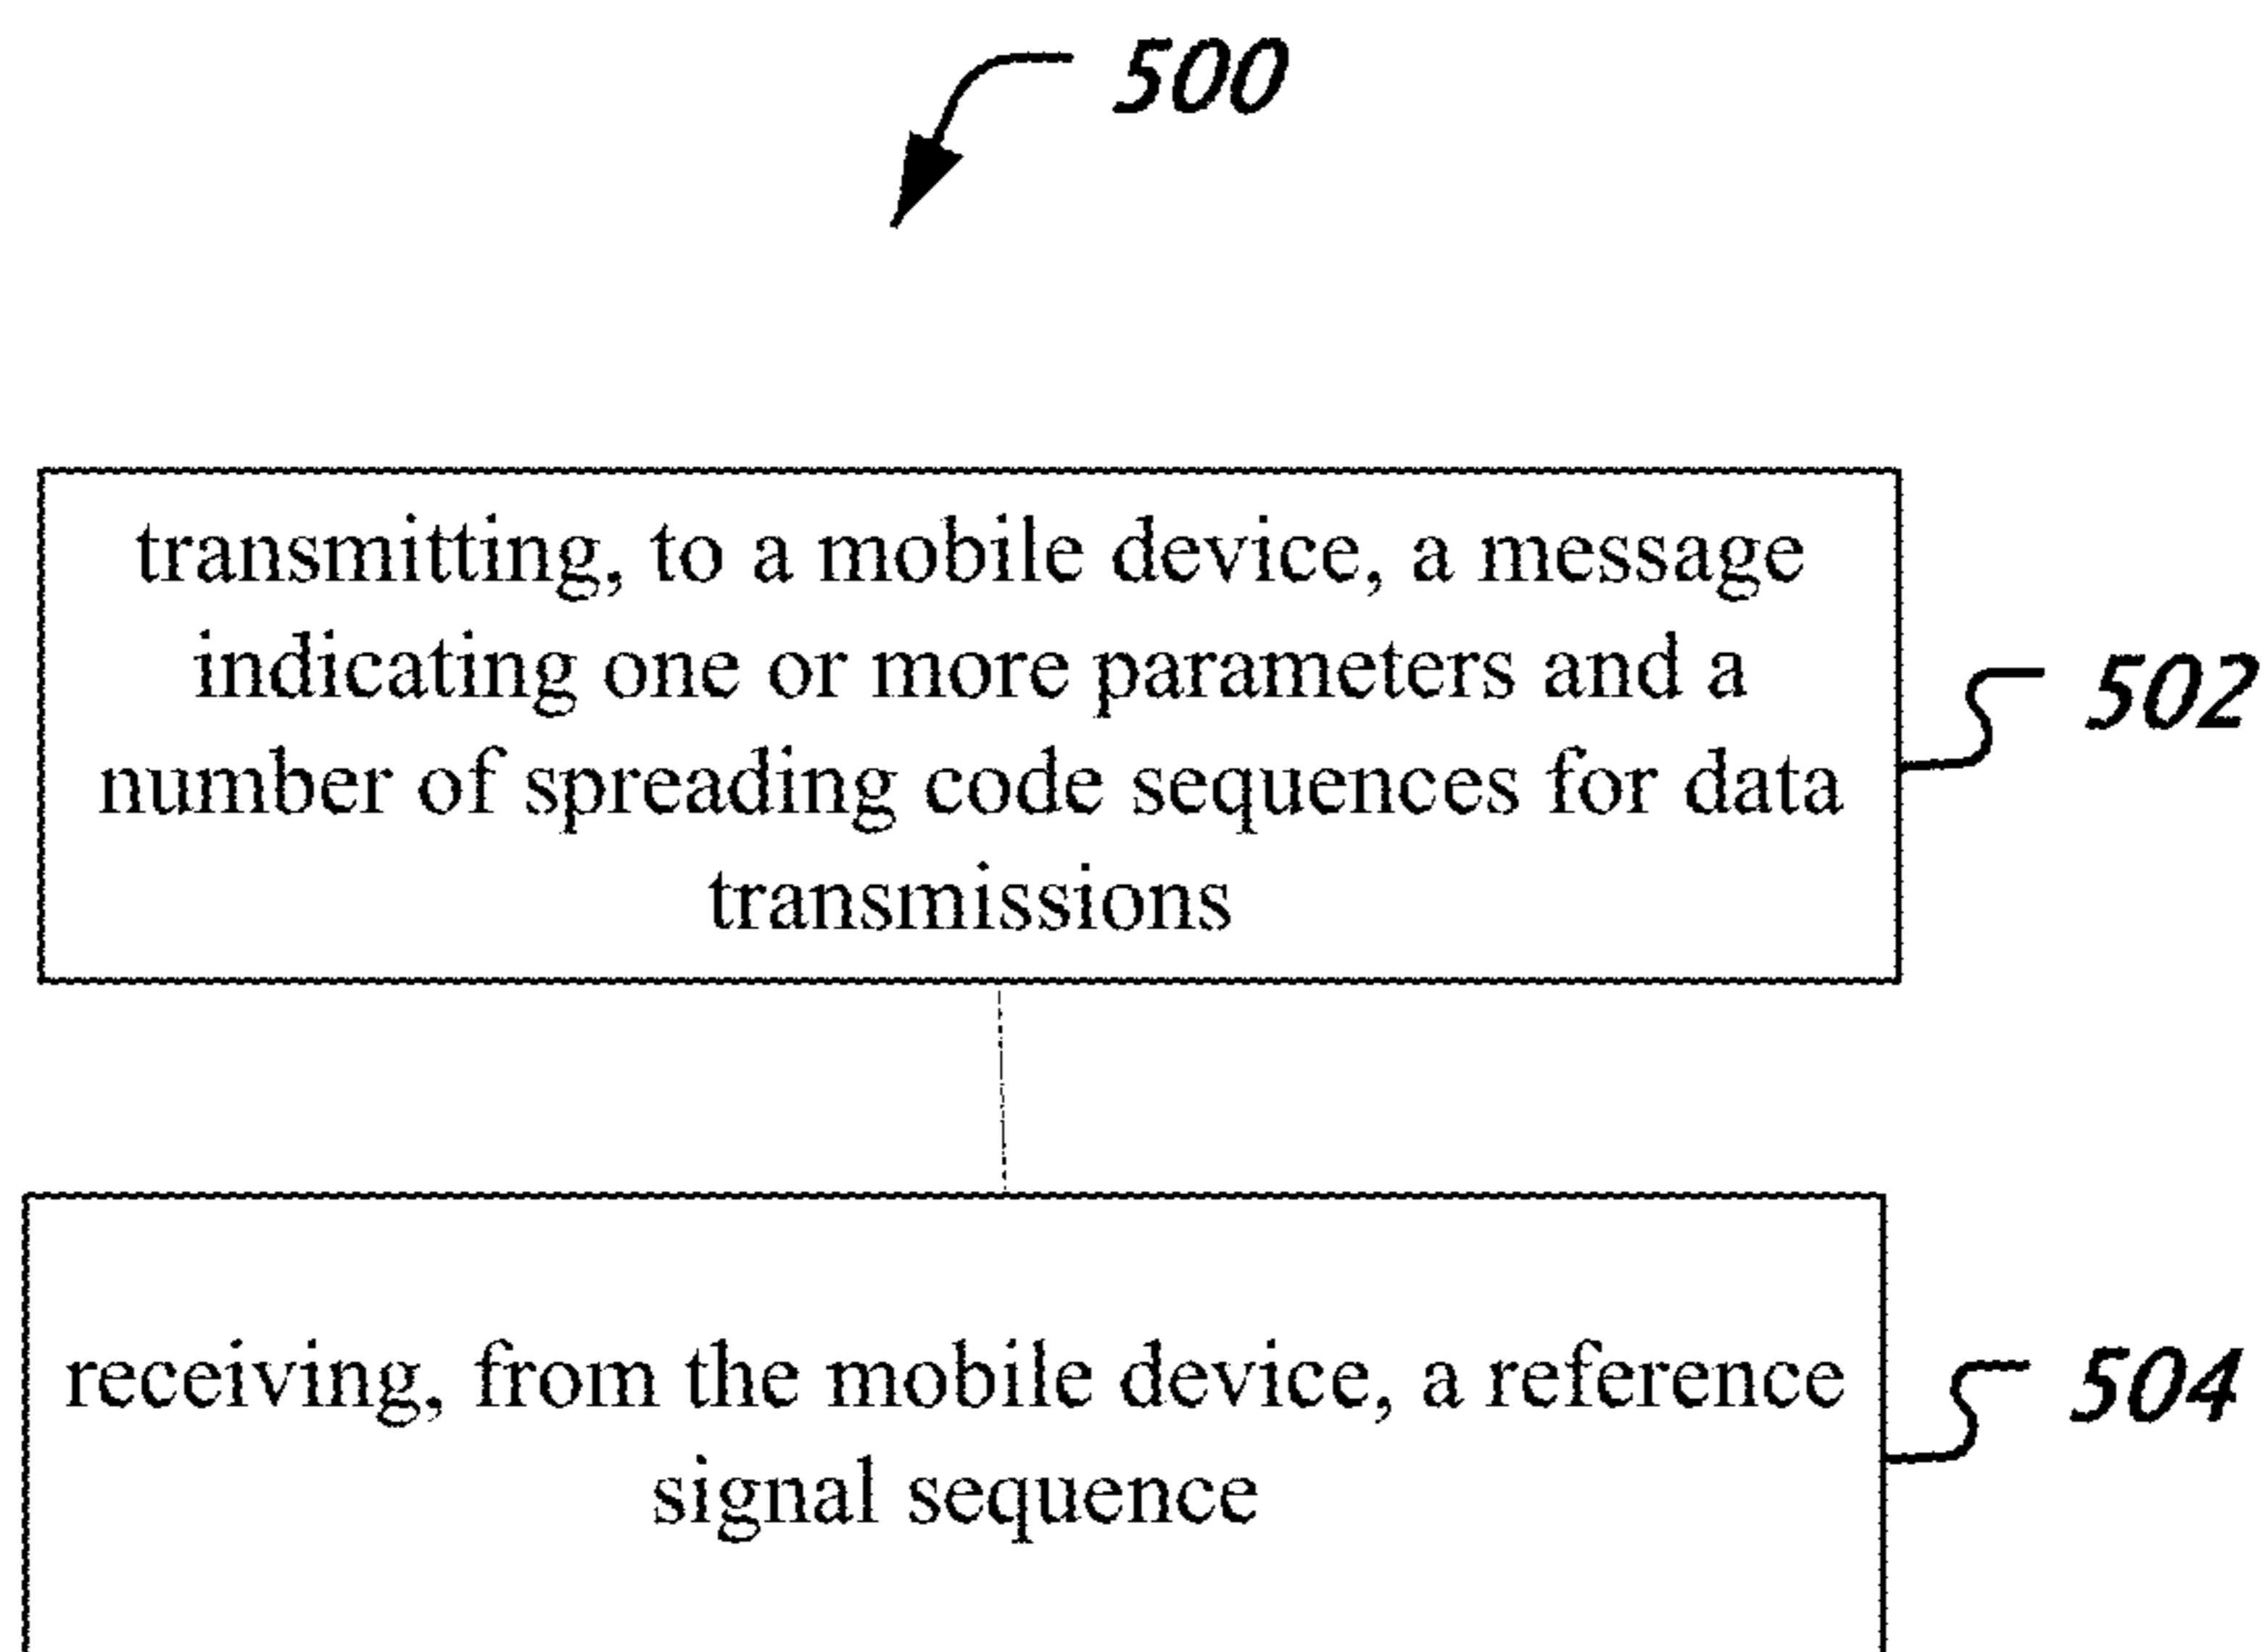 500
transmitting, to a mobile device, a message
indicating one or more parameters and a
number of spreading code sequences for data
transmissions
502
receiving, from the mobile device, a reference
signal sequence
504